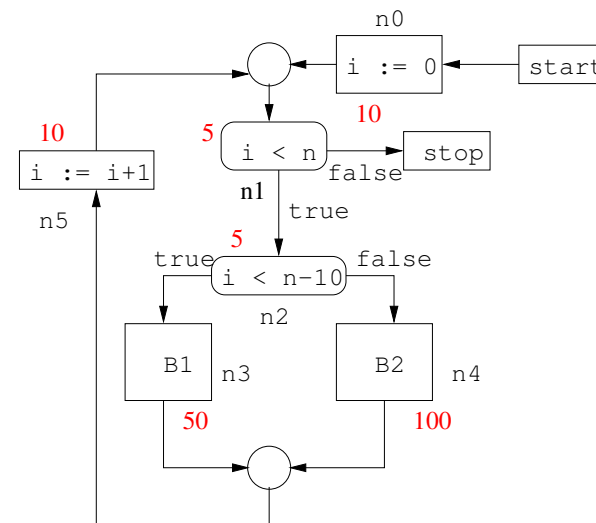 n0
i := 0
start
10
10
5
i < n
stop
false
i := i+1
n1
n5
true
5
true
false
i < n-10
n2
B1
n3
B2
n4
50
100